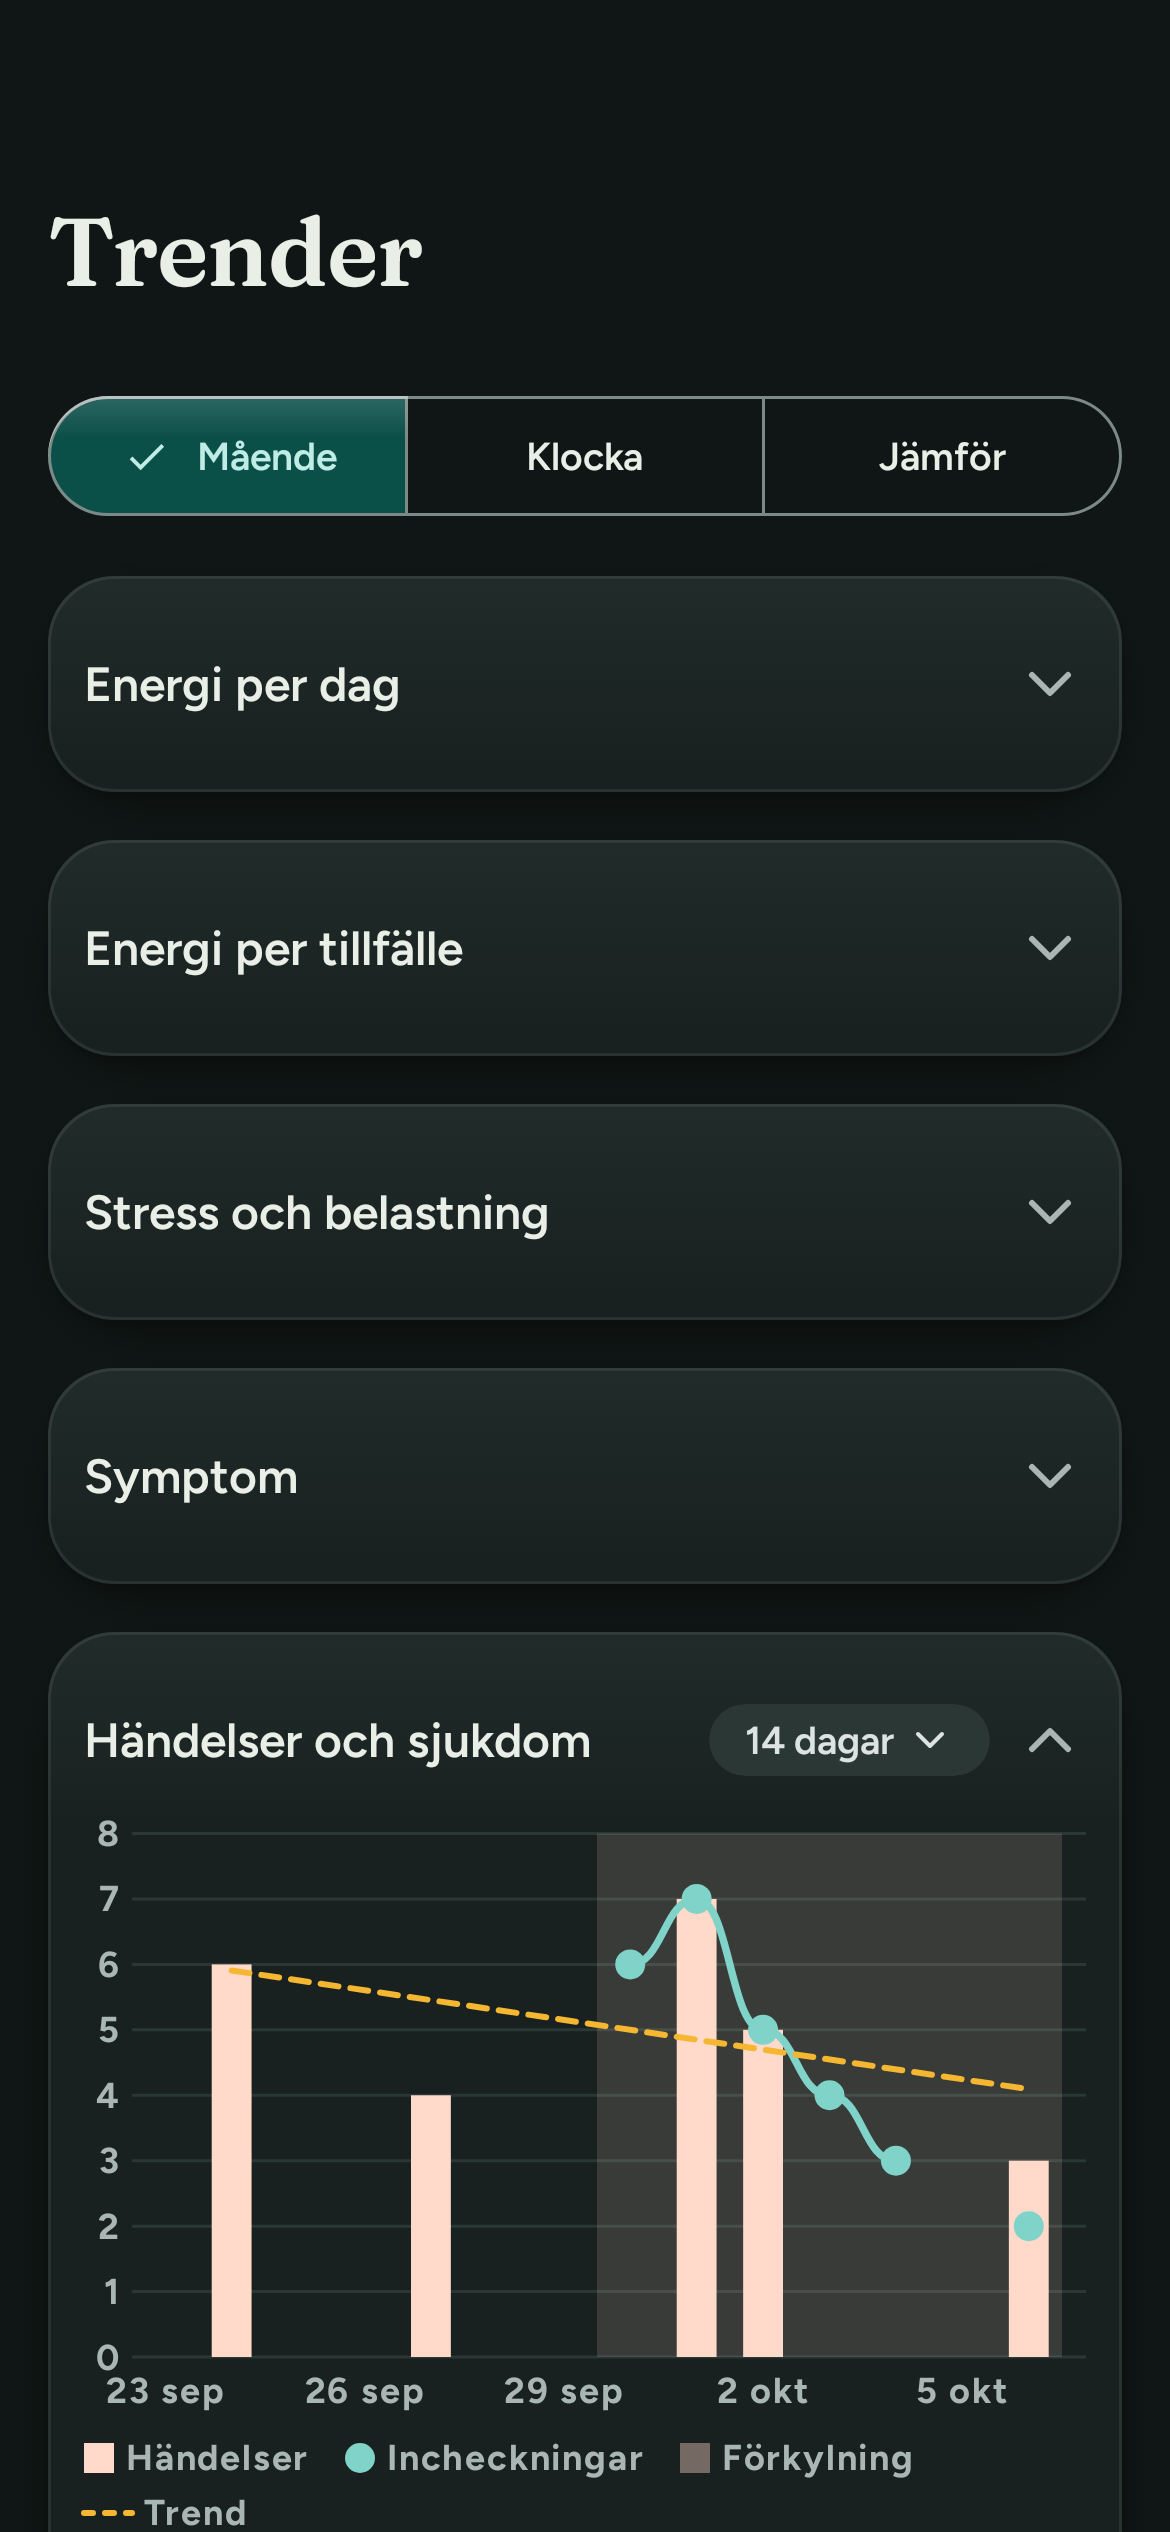 Trender
Mående
Klocka
Jämför
Energi per dag
Energi per tillfälle
Stress och belastning
Symptom
Händelser och sjukdom
14 dagar
8
7
6
5
4
3
2
1
0
23 sep
26 sep
29 sep
2 okt
5 okt
Händelser
Incheckningar
Förkylning
Trend